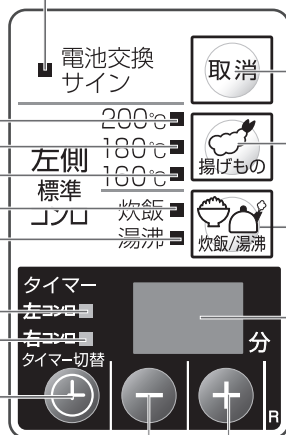 電池交換
サイン
取消
200℃
180℃
160℃
揚げもの
左側
標準
コンロ
炊飯
湯沸
炊飯/湯沸
タイマー
左コンロ
右コンロ
タイマー切替
分
－
＋
R